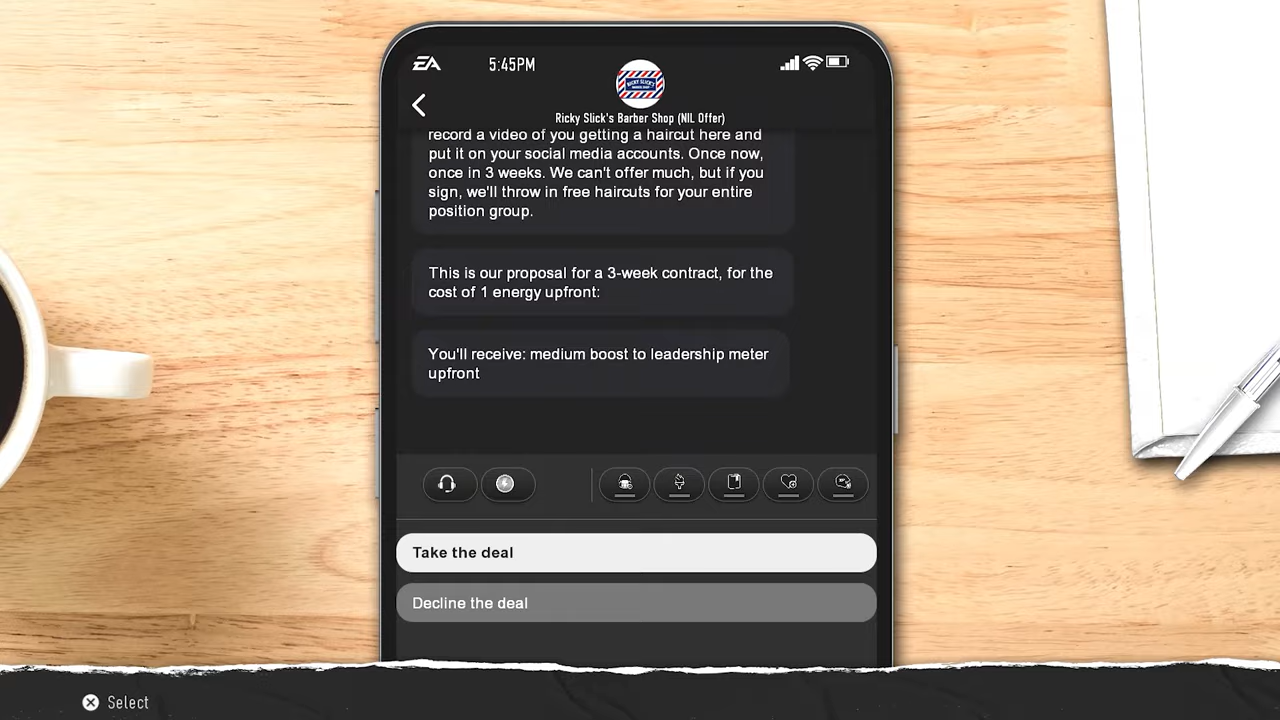 EA
5:45PM
RICKY SLICK'S
BARBER SHOP
Ricky Slick's Barber Shop (NIL Offer)
record a video of you getting a haircut here and
put it on your social media accounts. Once now,
once in 3 weeks. We can't offer much, but if you
sign, we'll throw in free haircuts for your entire
position group.
This is our proposal for a 3-week contract, for the
cost of 1 energy upfront:
You'll receive: medium boost to leadership meter
upfront
Take the deal
Decline the deal
Select